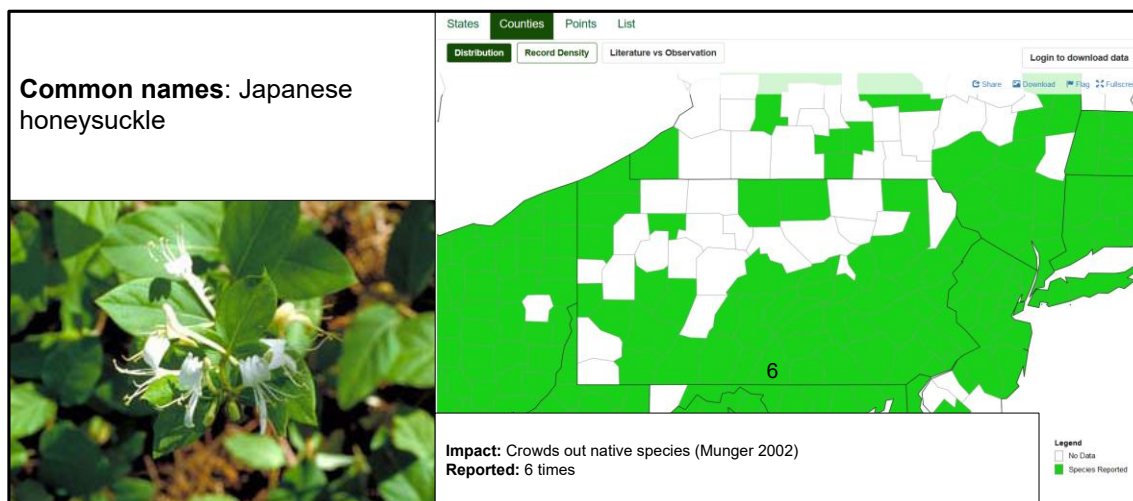 Common names: Japanese
honeysuckle
States Counties Points List
Distribution Record Density Literature vs Observation
Login to download data
Share Download Flag Fullscreen
6
Impact: Crowds out native species (Munger 2002)
Reported: 6 times
Legend
No Data
Species Reported